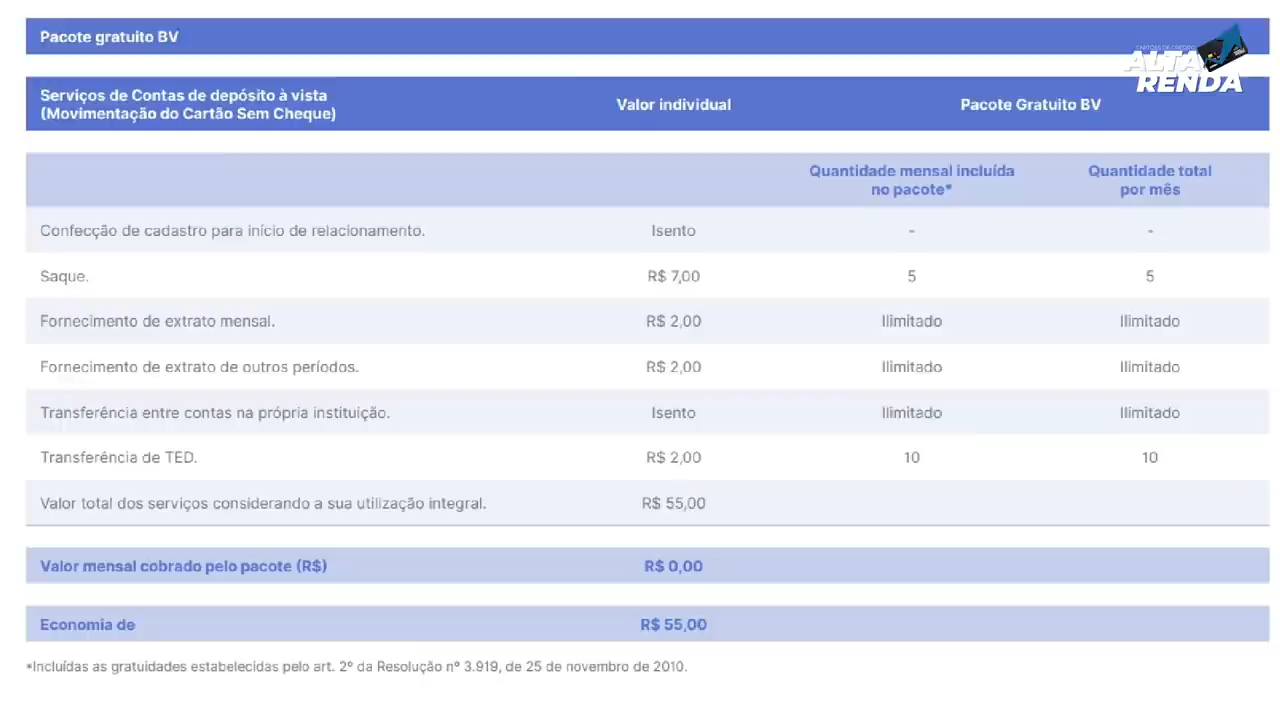 Pacote gratuito BV
CARTÕES DE CRÉDITO
ALTA
RENDA
Serviços de Contas de depósito à vista
(Movimentação do Cartão Sem Cheque)
Valor individual
Pacote Gratuito BV
Quantidade mensal incluída
no pacote*
Quantidade total
por mês
Confecção de cadastro para início de relacionamento. Isento - -
Saque. R$ 7,00 5 5
Fornecimento de extrato mensal. R$ 2,00 Ilimitado Ilimitado
Fornecimento de extrato de outros períodos. R$ 2,00 Ilimitado Ilimitado
Transferência entre contas na própria instituição. Isento Ilimitado Ilimitado
Transferência de TED. R$ 2,00 10 10
Valor total dos serviços considerando a sua utilização integral. R$ 55,00
Valor mensal cobrado pelo pacote (R$) R$ 0,00
Economia de R$ 55,00
*Incluídas as gratuidades estabelecidas pelo art. 2º da Resolução nº 3.919, de 25 de novembro de 2010.